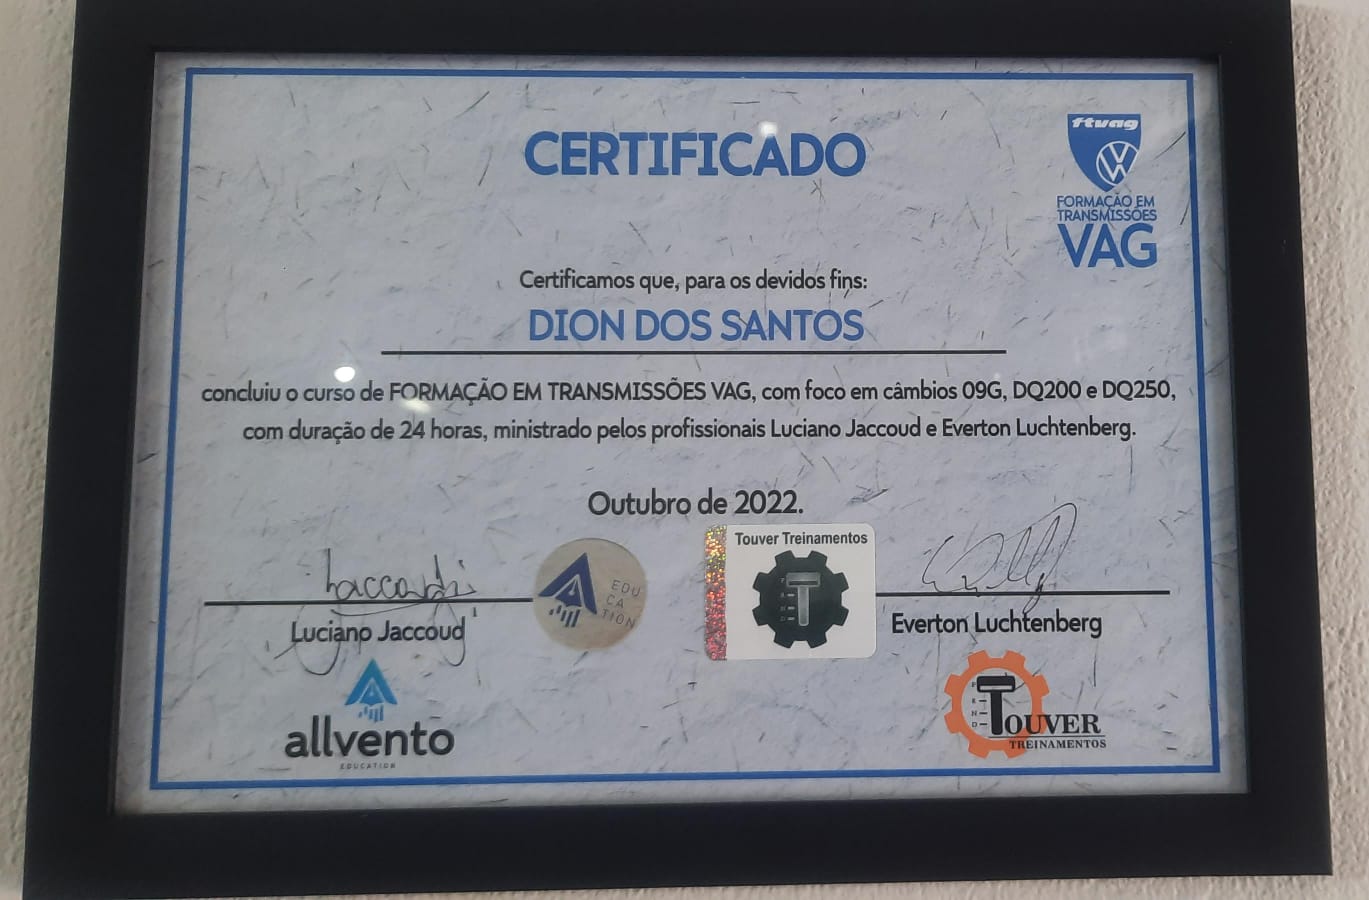 CERTIFICADO
ftvag
FORMAÇÃO EM
TRANSMISSÕES
VAG
Certificamos que, para os devidos fins:
DION DOS SANTOS
concluiu o curso de FORMAÇÃO EM TRANSMISSÕES VAG, com foco em câmbios 09G, DQ200 e DQ250,
com duração de 24 horas, ministrado pelos profissionais Luciano Jaccoud e Everton Luchtenberg.
Outubro de 2022.
EDU
CA
TION
Touver Treinamentos
T
Luciano Jaccoud
Everton Luchtenberg
allvento
EDUCATION
P
R
N
D
TOUVER
TREINAMENTOS